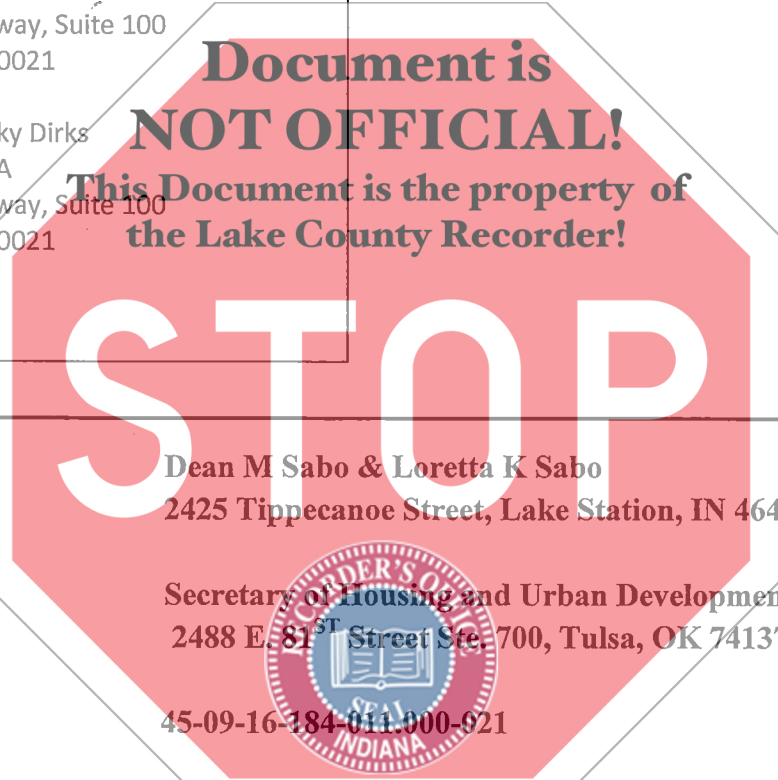 way, Suite 100
0021
Document is
NOT OFFICIAL!
ky Dirks
A
This Document is the property of
way, Suite 100
the Lake County Recorder!
0021
STOP
Dean M Sabo & Loretta K Sabo
2425 Tippecanoe Street, Lake Station, IN 464
Secretary of Housing and Urban Developmen
2488 E. 81ST Street Ste. 700, Tulsa, OK 74137
RECORDER'S OFFICE
SEAL
INDIANA
45-09-16-184-011.000-021